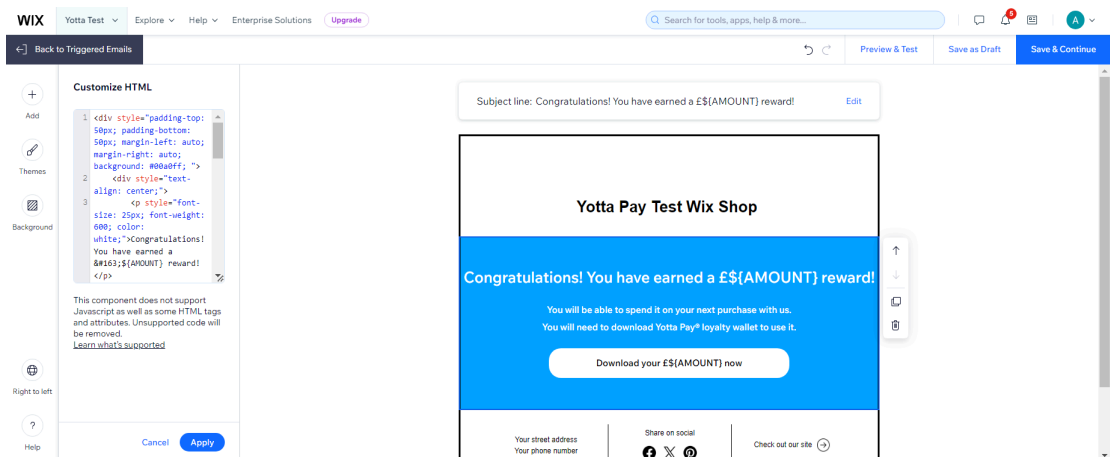 WIX
Yotta Test
Explore
Help
Enterprise Solutions
Upgrade
Search for tools, apps, help & more...
5
A
Back to Triggered Emails
Preview & Test
Save as Draft
Save & Continue
Add
Themes
Background
Right to left
?
Help
Customize HTML
1 <div style="padding-top:
50px; padding-bottom:
50px; margin-left: auto;
margin-right: auto;
background: #00a0ff; ">
2 <div style="text-
align: center;">
3 <p style="font-
size: 25px; font-weight:
600; color:
white;">Congratulations!
You have earned a
&#163;${AMOUNT} reward!
</p>
This component does not support
Javascript as well as some HTML tags
and attributes. Unsupported code will
be removed.
Learn what's supported
Cancel
Apply
Subject line: Congratulations! You have earned a £${AMOUNT} reward!
Edit
Yotta Pay Test Wix Shop
Congratulations! You have earned a £${AMOUNT} reward!
You will be able to spend it on your next purchase with us.
You will need to download Yotta Pay® loyalty wallet to use it.
Download your £${AMOUNT} now
Your street address
Your phone number
Share on social
Check out our site